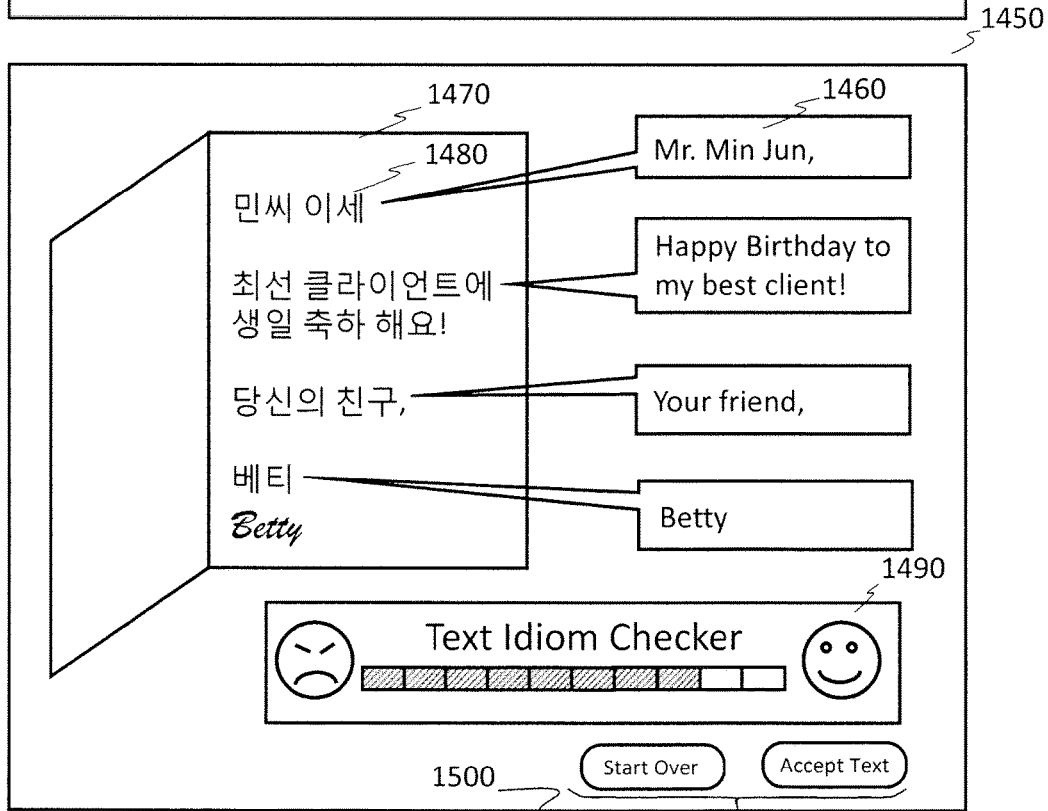 1450
1470
1460
1480
Mr. Min Jun,
민씨 이세
Happy Birthday to
my best client!
최선 클라이언트에
생일 축하 해요!
당신의 친구,
Your friend,
베티
Betty
Betty
1490
Text Idiom Checker
Start Over
Accept Text
1500